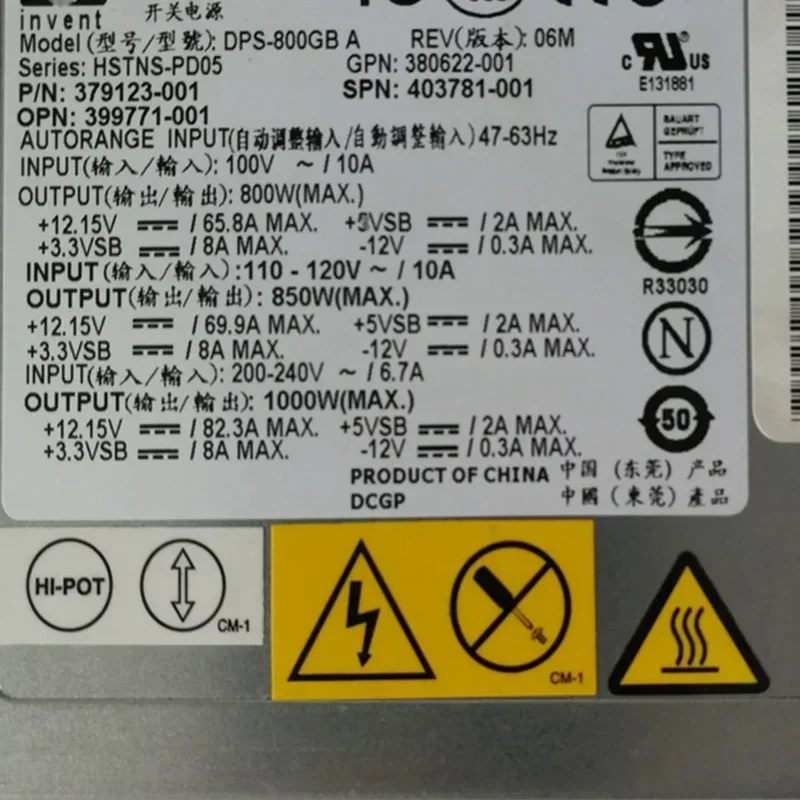 invent 开关电源
Model (型号/型號): DPS-800GB A REV(版本): 06M
Series: HSTNS-PD05 GPN: 380622-001
P/N: 379123-001 SPN: 403781-001
OPN: 399771-001
AUTORANGE INPUT(自动调整输入/自動調整輸入)47-63Hz
INPUT(输入/輸入): 100V ~ / 10A
OUTPUT(输出/輸出): 800W(MAX.)
+12.15V / 65.8A MAX. +5VSB / 2A MAX.
+3.3VSB / 8A MAX. -12V / 0.3A MAX.
INPUT(输入/輸入):110 - 120V ~ / 10A
OUTPUT(输出/輸出): 850W(MAX.)
+12.15V / 69.9A MAX. +5VSB / 2A MAX.
+3.3VSB / 8A MAX. -12V / 0.3A MAX.
INPUT(输入/輸入): 200-240V ~ / 6.7A
OUTPUT(输出/輸出): 1000W(MAX.)
+12.15V / 82.3A MAX. +5VSB / 2A MAX.
+3.3VSB / 8A MAX. -12V / 0.3A MAX.
PRODUCT OF CHINA 中国 (东莞) 产品
DCGP 中國 (東莞) 產品
c RU® US
E131881
BAUART
GEPRÜFT
TYPE
APPROVED
R33030
N
50
HI-POT
CM-1
CM-1